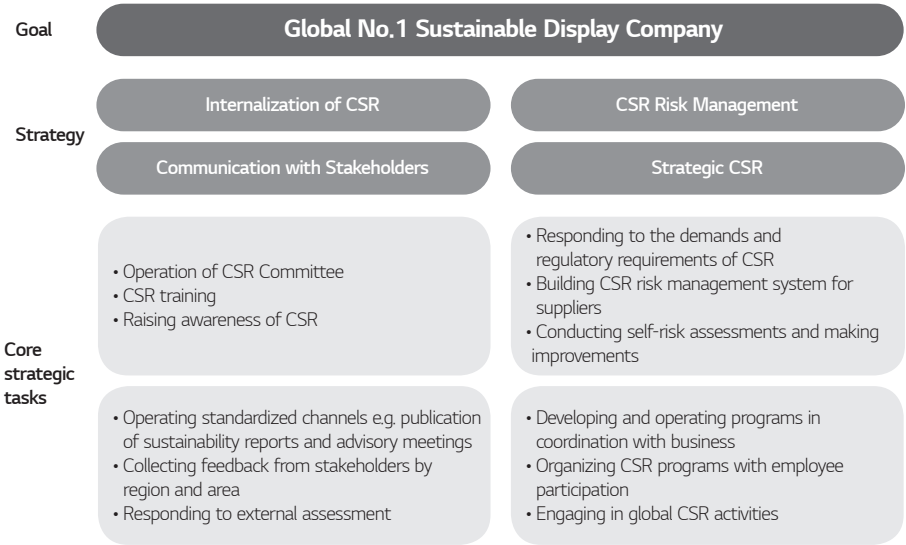 Goal
Global No.1 Sustainable Display Company
Strategy
Internalization of CSR
CSR Risk Management
Communication with Stakeholders
Strategic CSR
Core
strategic
tasks
• Operation of CSR Committee
• CSR training
• Raising awareness of CSR
• Responding to the demands and
regulatory requirements of CSR
• Building CSR risk management system for
suppliers
• Conducting self-risk assessments and making
improvements
• Operating standardized channels e.g. publication
of sustainability reports and advisory meetings
• Collecting feedback from stakeholders by
region and area
• Responding to external assessment
• Developing and operating programs in
coordination with business
• Organizing CSR programs with employee
participation
• Engaging in global CSR activities